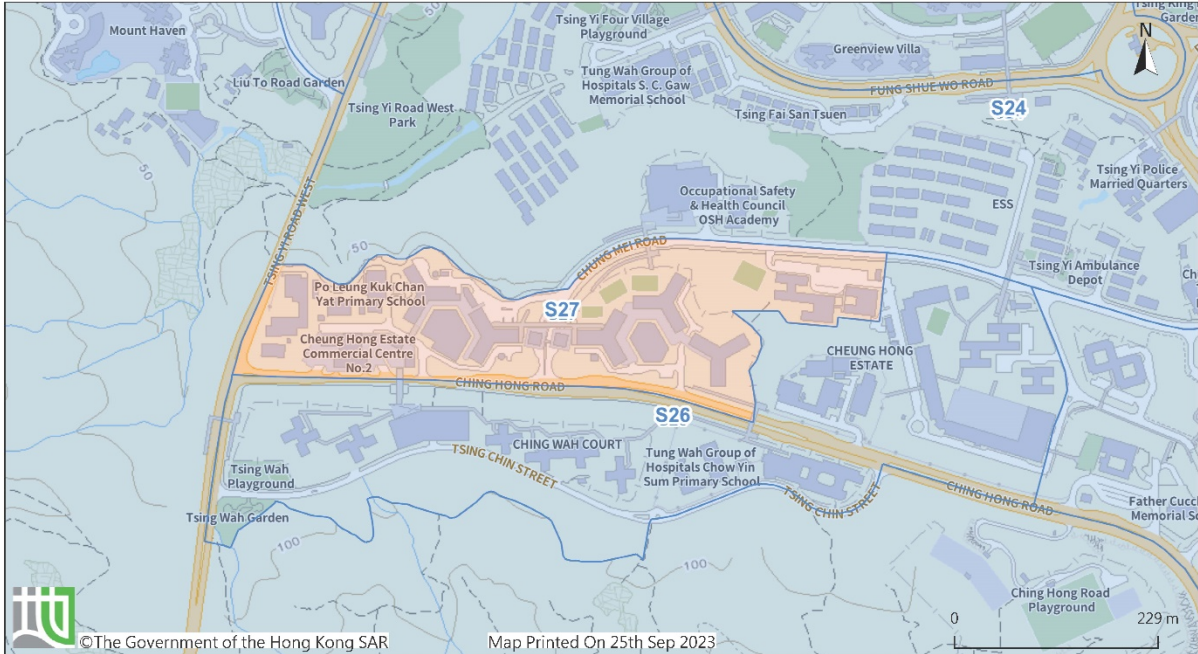 Mount Haven
Tsing Yi Four Village
Playground
Garden
N
Greenview Villa
Liu To Road Garden
Tung Wah Group of
Hospitals S. C. Gaw
Memorial School
FUNG SHUE WO ROAD
Tsing Yi Road West
Park
S24
Tsing Fai San Tsuen
50
50
TSING YI ROAD WEST
Tsing Yi Police
Married Quarters
Occupational Safety
& Health Council
OSH Academy
ESS
50
CHUNG MEI ROAD
Tsing Yi Ambulance
Depot
Po Leung Kuk Chan
Yat Primary School
S27
Cheung Hong Estate
Commercial Centre
No.2
CHEUNG HONG
ESTATE
CHING HONG ROAD
S26
CHING WAH COURT
TSING CHIN STREET
Tung Wah Group of
Hospitals Chow Yin
Sum Primary School
Tsing Wah
Playground
TSING CHIN STREET
CHING HONG ROAD
Father Cucc
Memorial Sc
Tsing Wah Garden
100
100
Ching Hong Road
Playground
0 229 m
©The Government of the Hong Kong SAR Map Printed On 25th Sep 2023